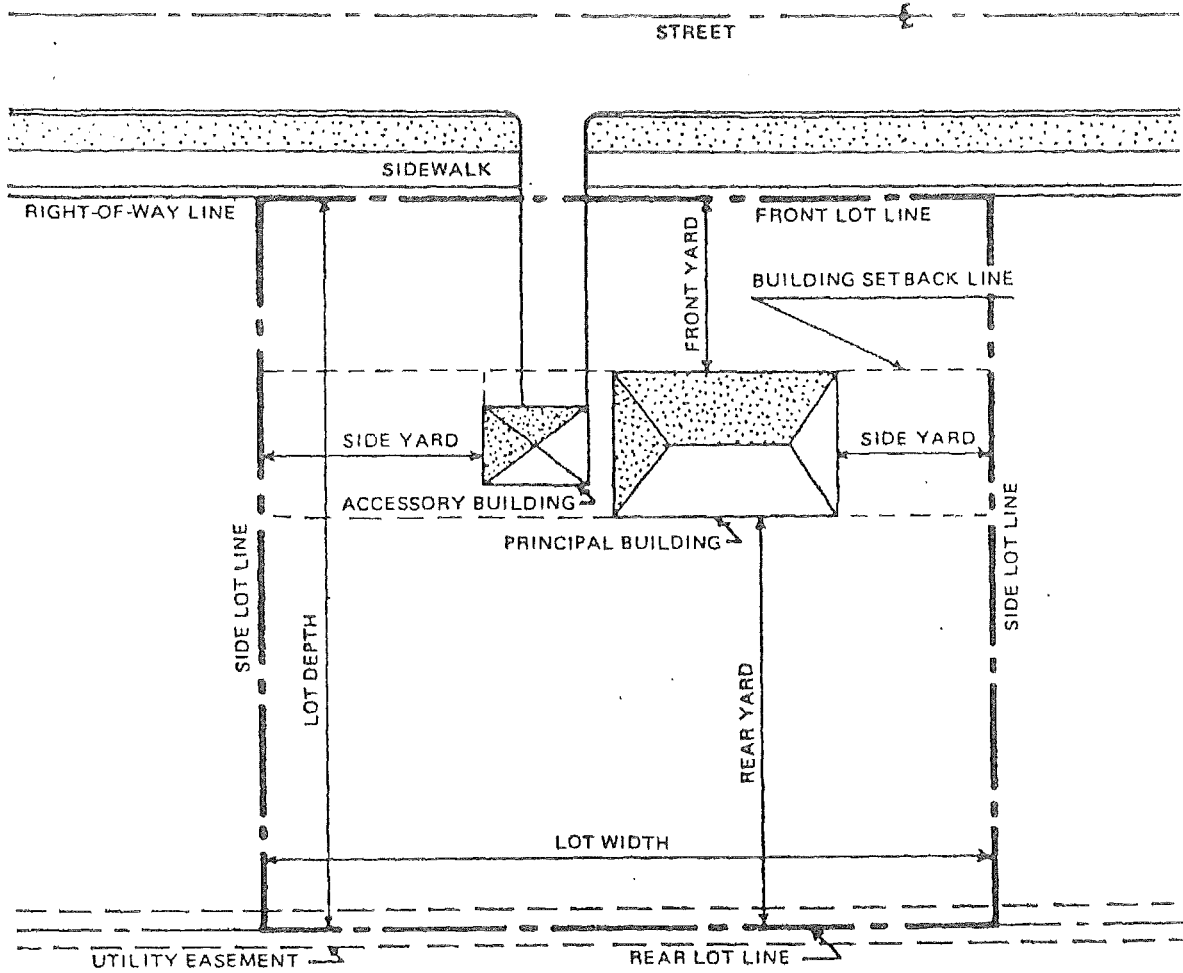 STREET
SIDEWALK
RIGHT-OF-WAY LINE
FRONT LOT LINE
FRONT YARD
BUILDING SETBACK LINE
SIDE YARD
SIDE YARD
ACCESSORY BUILDING
PRINCIPAL BUILDING
SIDE LOT LINE
LOT DEPTH
REAR YARD
SIDE LOT LINE
LOT WIDTH
UTILITY EASEMENT
REAR LOT LINE